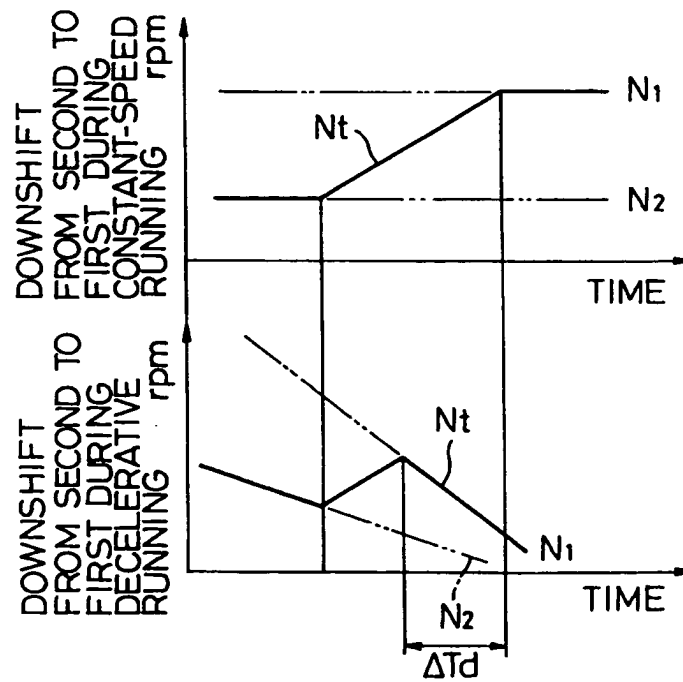 DOWNSHIFT
FROM SECOND TO
FIRST DURING
CONSTANT-SPEED
RUNNING
rpm
N1
Nt
N2
TIME
DOWNSHIFT
FROM SECOND TO
FIRST DURING
DECELERATIVE
RUNNING
rpm
Nt
N1
N2
TIME
ΔTd